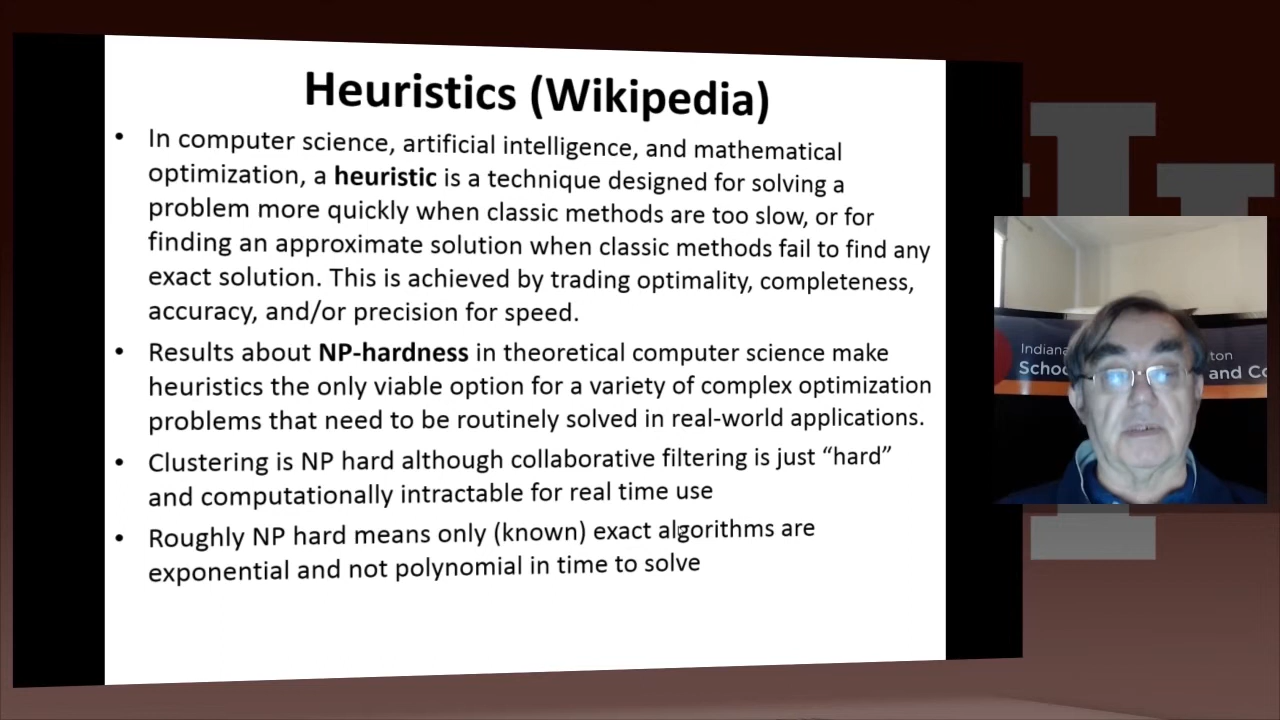 Heuristics (Wikipedia)
• In computer science, artificial intelligence, and mathematical
optimization, a heuristic is a technique designed for solving a
problem more quickly when classic methods are too slow, or for
finding an approximate solution when classic methods fail to find any
exact solution. This is achieved by trading optimality, completeness,
accuracy, and/or precision for speed.
• Results about NP-hardness in theoretical computer science make
heuristics the only viable option for a variety of complex optimization
problems that need to be routinely solved in real-world applications.
• Clustering is NP hard although collaborative filtering is just “hard”
and computationally intractable for real time use
• Roughly NP hard means only (known) exact algorithms are
exponential and not polynomial in time to solve
Indiana
and